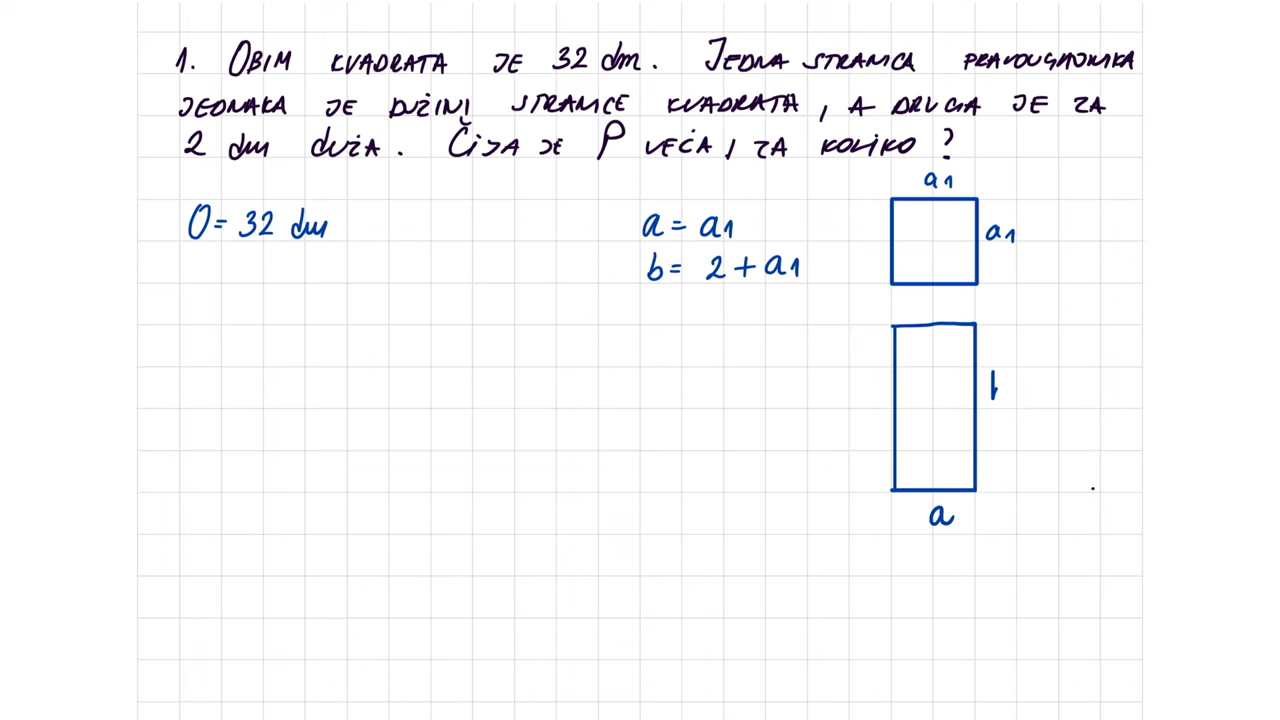 1. OBIM KVADRATA JE 32 dm. JEDNA STRANICA PRAVOUGAONIKA
JEDNAKA JE DUŽINI STRANICE KVADRATA, A DRUGA JE ZA
2 dm DUŽA. ČIJA JE P VEĆA I ZA KOLIKO?
a1
O = 32 dm
a = a1
a1
b = 2 + a1
a